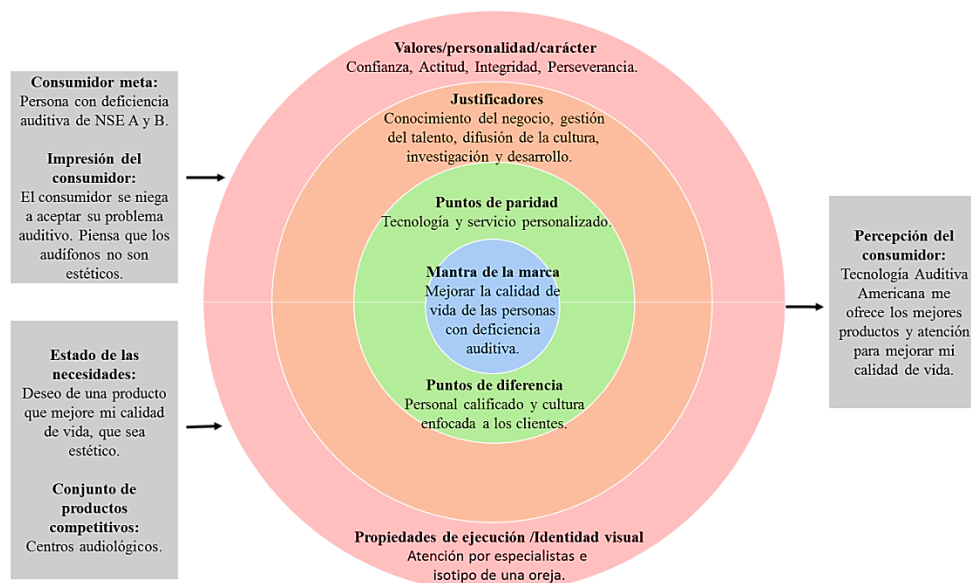 Consumidor meta:
Persona con deficiencia
auditiva de NSE A y B.
Impresión del
consumidor:
El consumidor se niega
a aceptar su problema
auditivo. Piensa que los
audífonos no son
estéticos.
Estado de las
necesidades:
Deseo de una producto
que mejore mi calidad
de vida, que sea
estético.
Conjunto de
productos
competitivos:
Centros audiológicos.
Valores/personalidad/carácter
Confianza, Actitud, Integridad, Perseverancia.
Justificadores
Conocimiento del negocio, gestión
del talento, difusión de la cultura,
investigación y desarrollo.
Puntos de paridad
Tecnología y servicio personalizado.
Mantra de la marca
Mejorar la calidad de
vida de las personas
con deficiencia
auditiva.
Puntos de diferencia
Personal calificado y cultura
enfocada a los clientes.
Propiedades de ejecución /Identidad visual
Atención por especialistas e
isotipo de una oreja.
Percepción del
consumidor:
Tecnología Auditiva
Americana me
ofrece los mejores
productos y atención
para mejorar mi
calidad de vida.